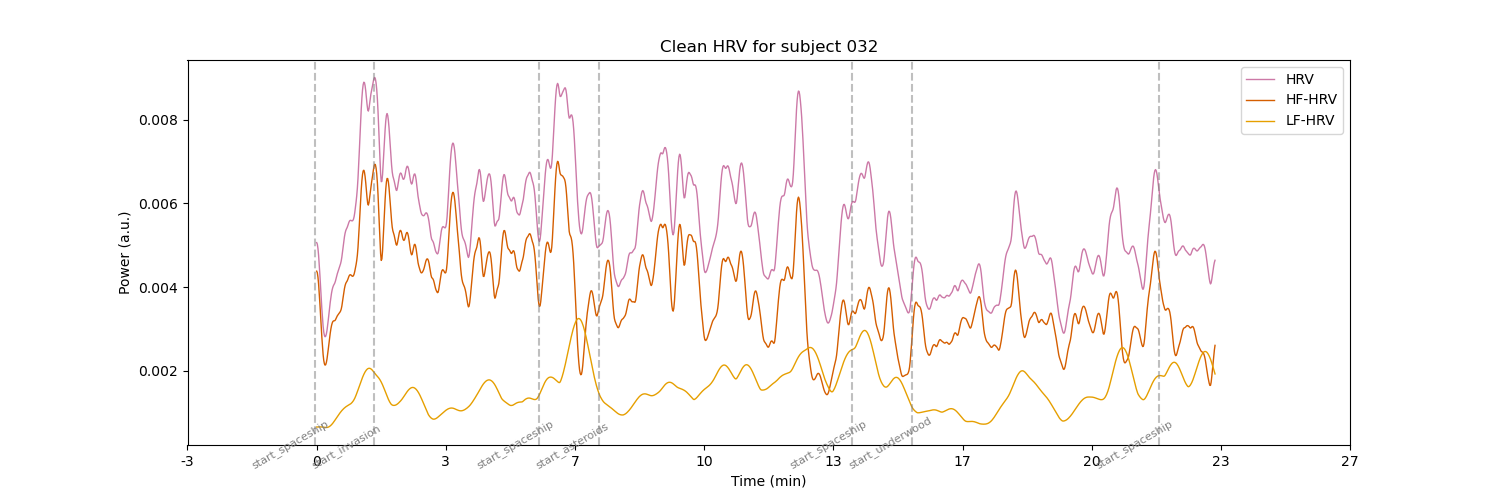 Clean HRV for subject 032
HRV
HF-HRV
LF-HRV
0.008
0.006
0.004
0.002
Power (a.u.)
start_spaceship
start_invasion
start_spaceship
start_asteroids
start_spaceship
start_underwood
start_spaceship
-3 0 3 7 10 13 17 20 23 27
Time (min)